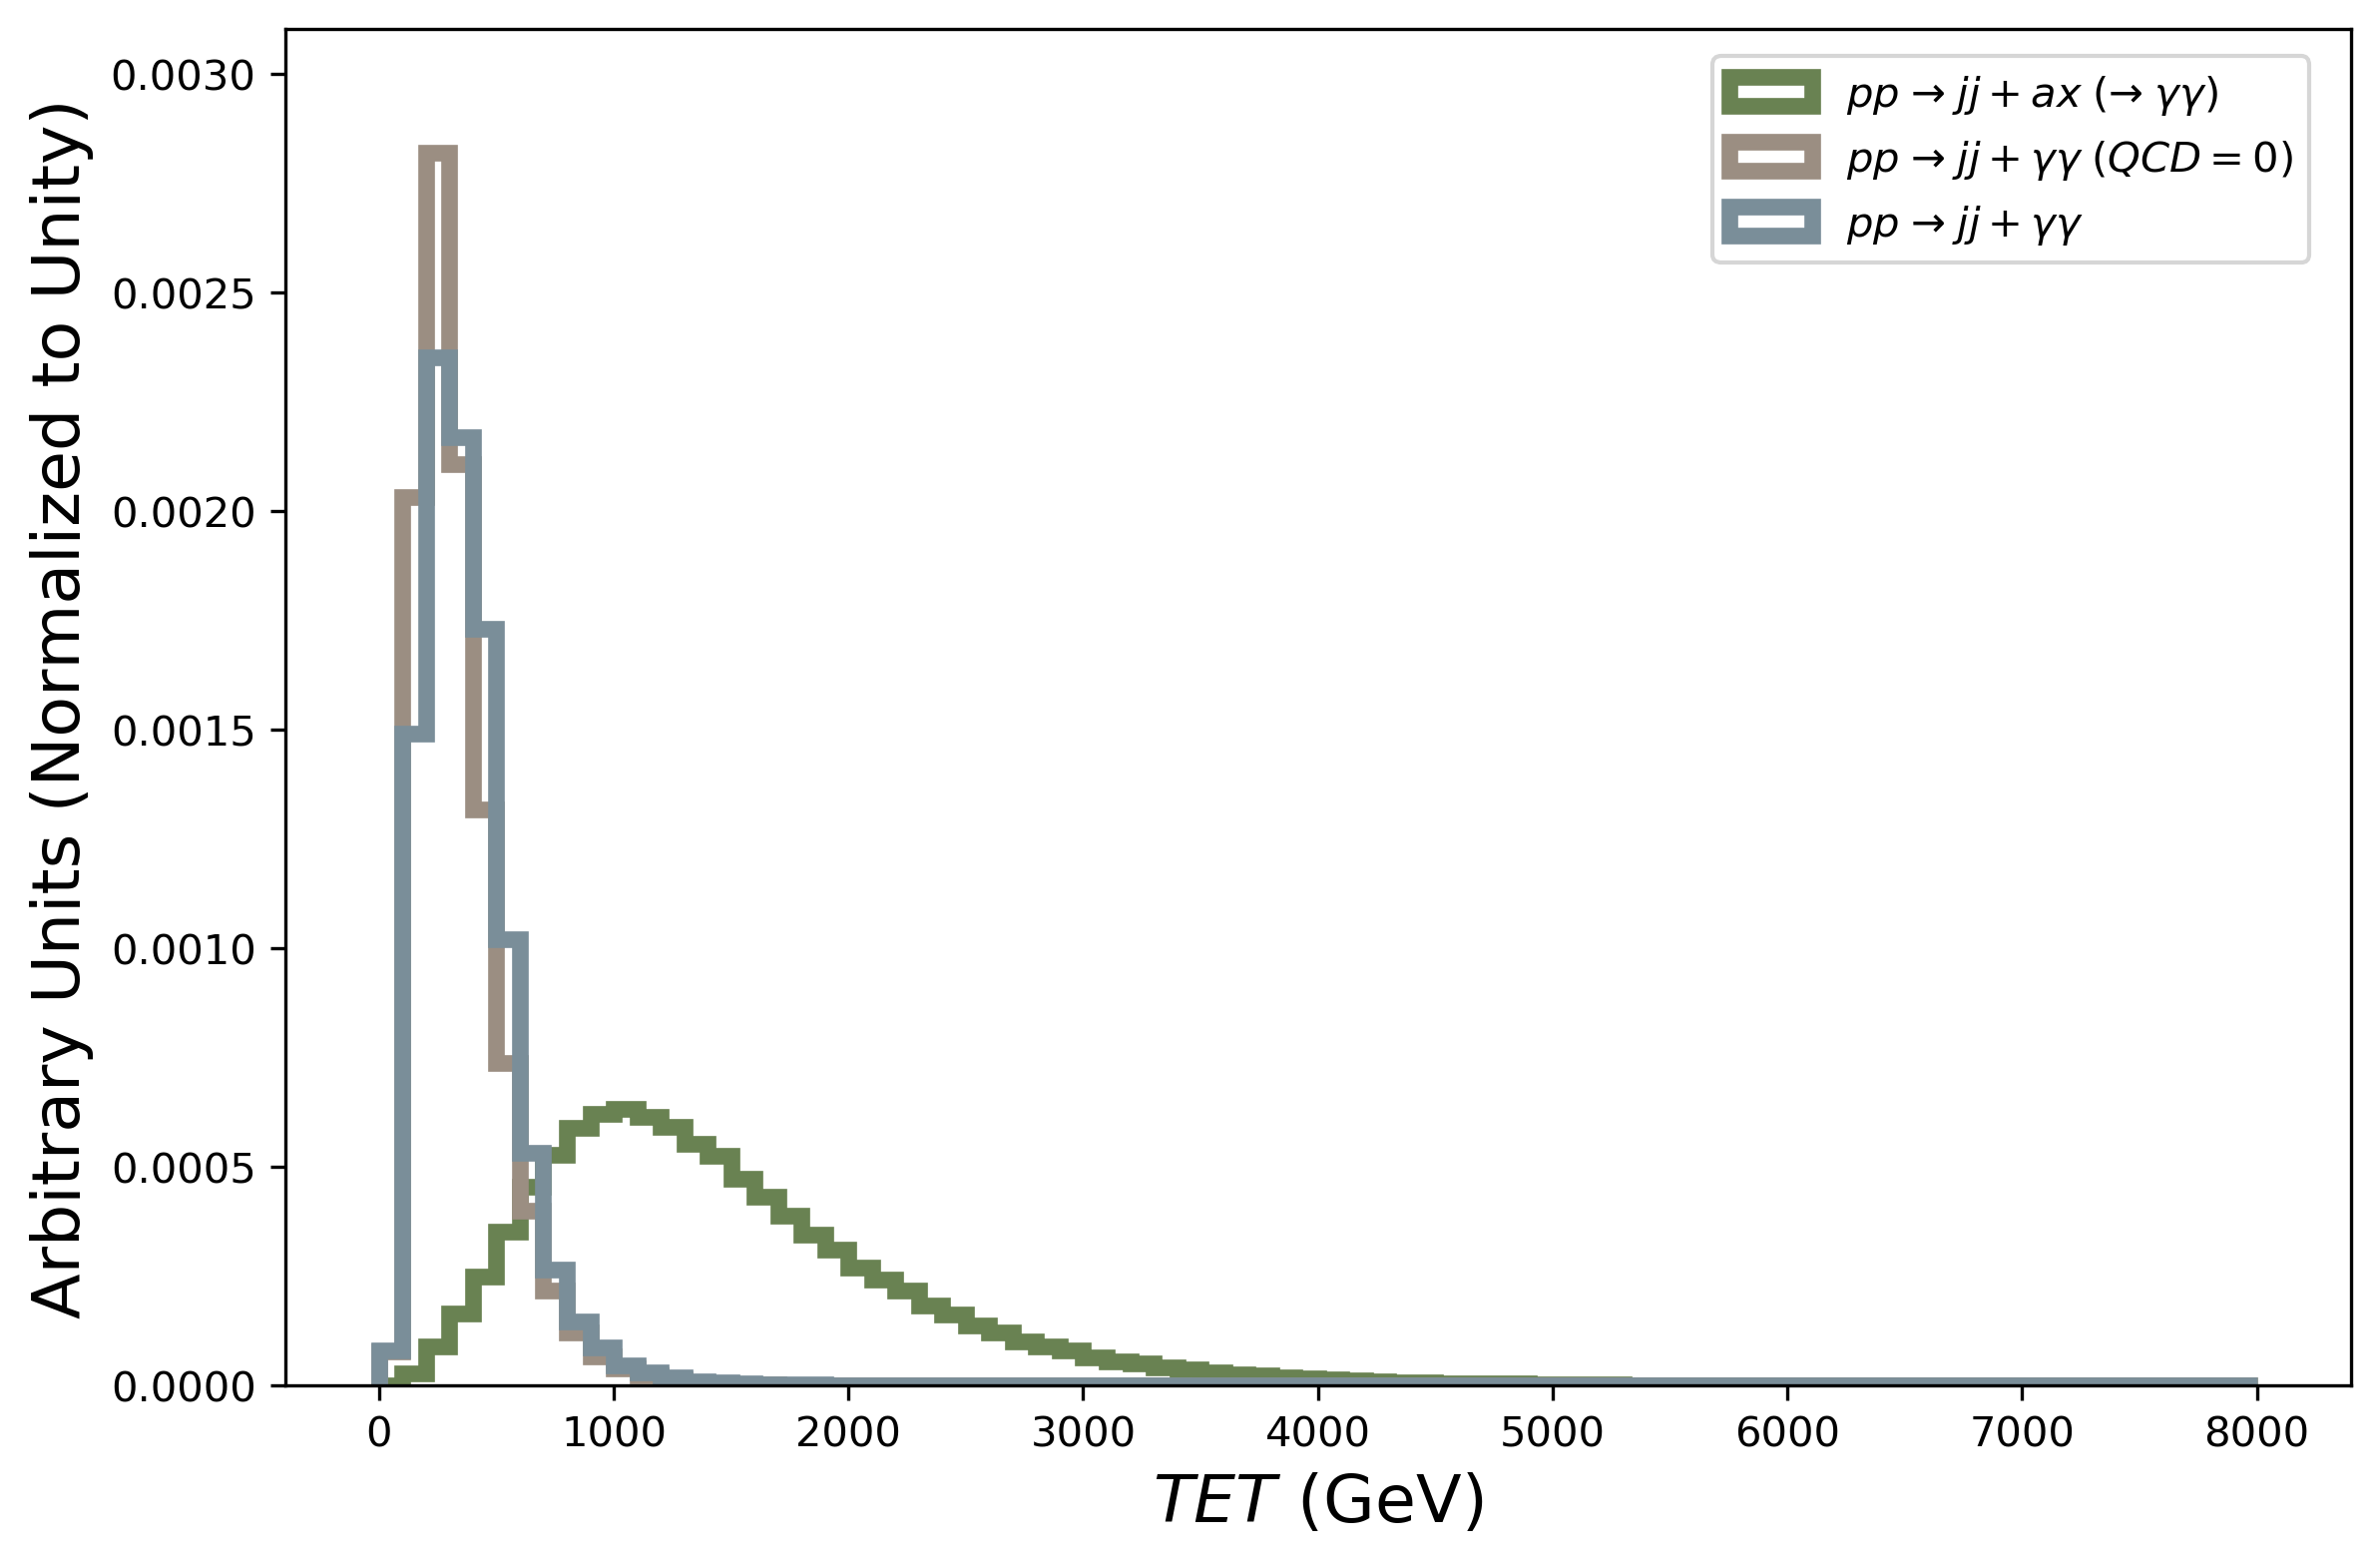 Arbitrary Units (Normalized to Unity)
0.0030
0.0025
0.0020
0.0015
0.0010
0.0005
0.0000
pp → jj + ax (→ γγ)
pp → jj + γγ (QCD = 0)
pp → jj + γγ
0 1000 2000 3000 4000 5000 6000 7000 8000
TET (GeV)